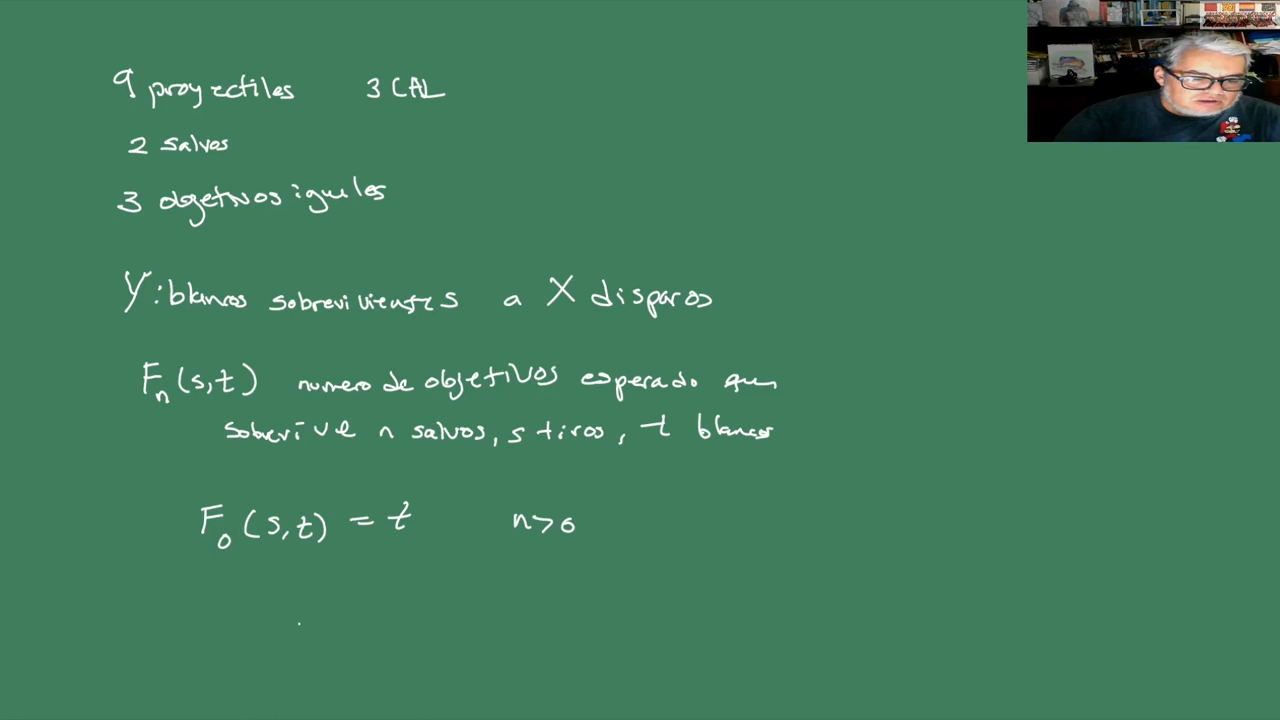 9 proyectiles 3 CAL
2 salvos
3 objetivos iguales
Y: blancos sobrevivientes a X disparos
Fn(s,t) numero de objetivos esperado que
sobrevive n salvos, s tiros, t blancos
F0(s,t) = t n>0